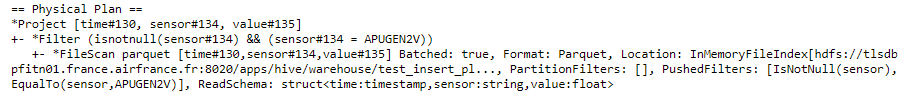 == Physical Plan ==
*Project [time#130, sensor#134, value#135]
+- *Filter (isnotnull(sensor#134) && (sensor#134 = APUGEN2V))
   +- *FileScan parquet [time#130,sensor#134,value#135] Batched: true, Format: Parquet, Location: InMemoryFileIndex[hdfs://tlsdb
pfitn01.france.airfrance.fr:8020/apps/hive/warehouse/test_insert_pl..., PartitionFilters: [], PushedFilters: [IsNotNull(sensor),
EqualTo(sensor,APUGEN2V)], ReadSchema: struct<time:timestamp,sensor:string,value:float>